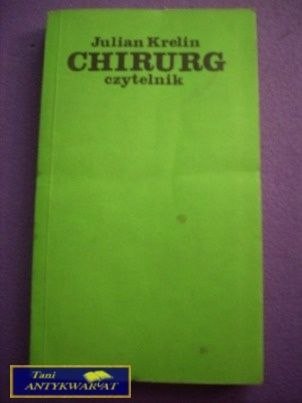 Julian Krelin
CHIRURG
czytelnik
Tani
ANTYKWARIAT